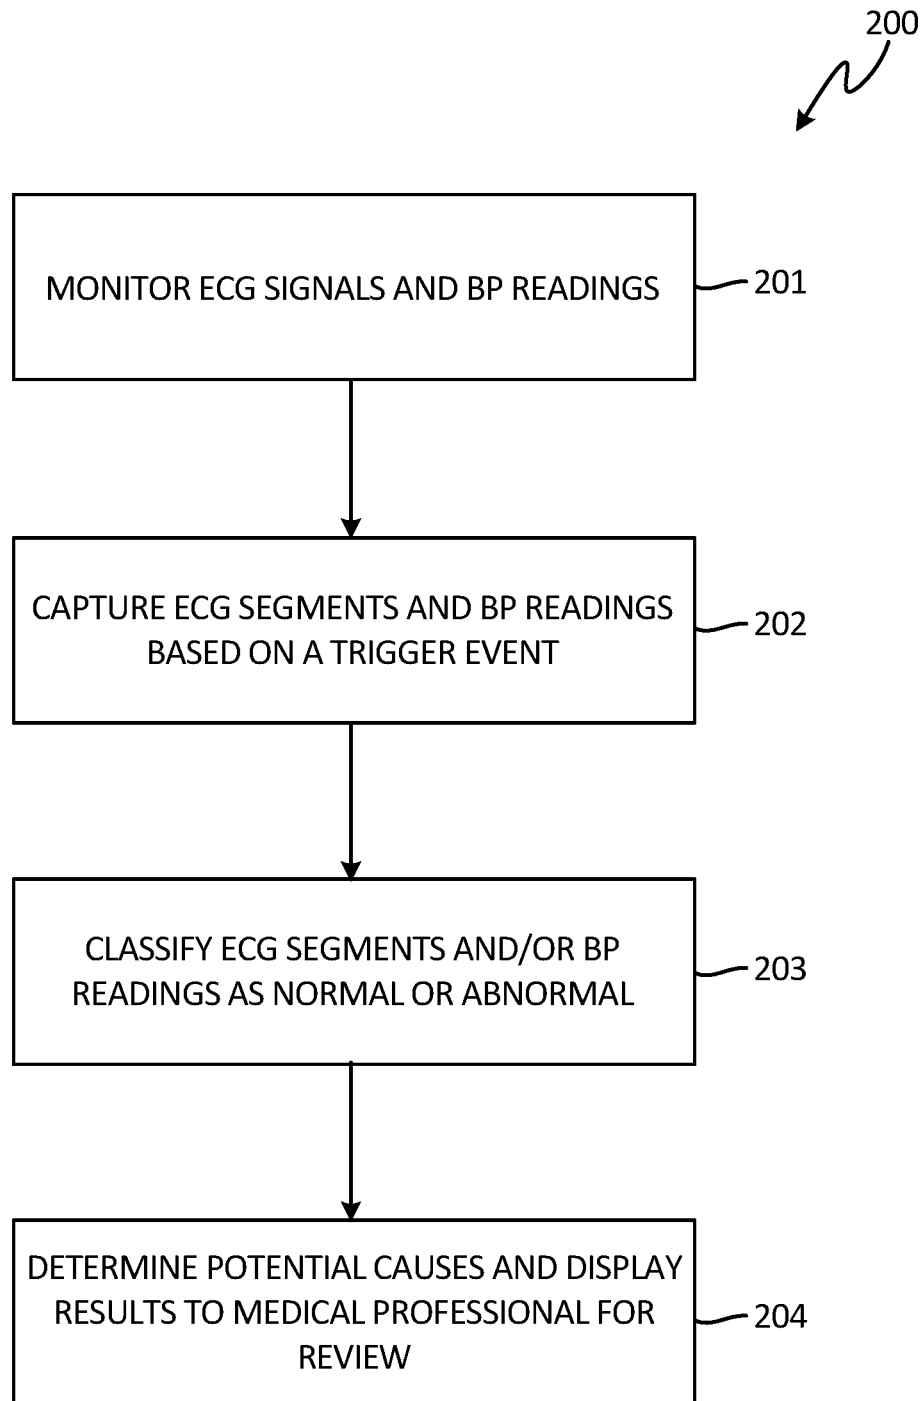 200
MONITOR ECG SIGNALS AND BP READINGS
201
CAPTURE ECG SEGMENTS AND BP READINGS
BASED ON A TRIGGER EVENT
202
CLASSIFY ECG SEGMENTS AND/OR BP
READINGS AS NORMAL OR ABNORMAL
203
DETERMINE POTENTIAL CAUSES AND DISPLAY
RESULTS TO MEDICAL PROFESSIONAL FOR
REVIEW
204